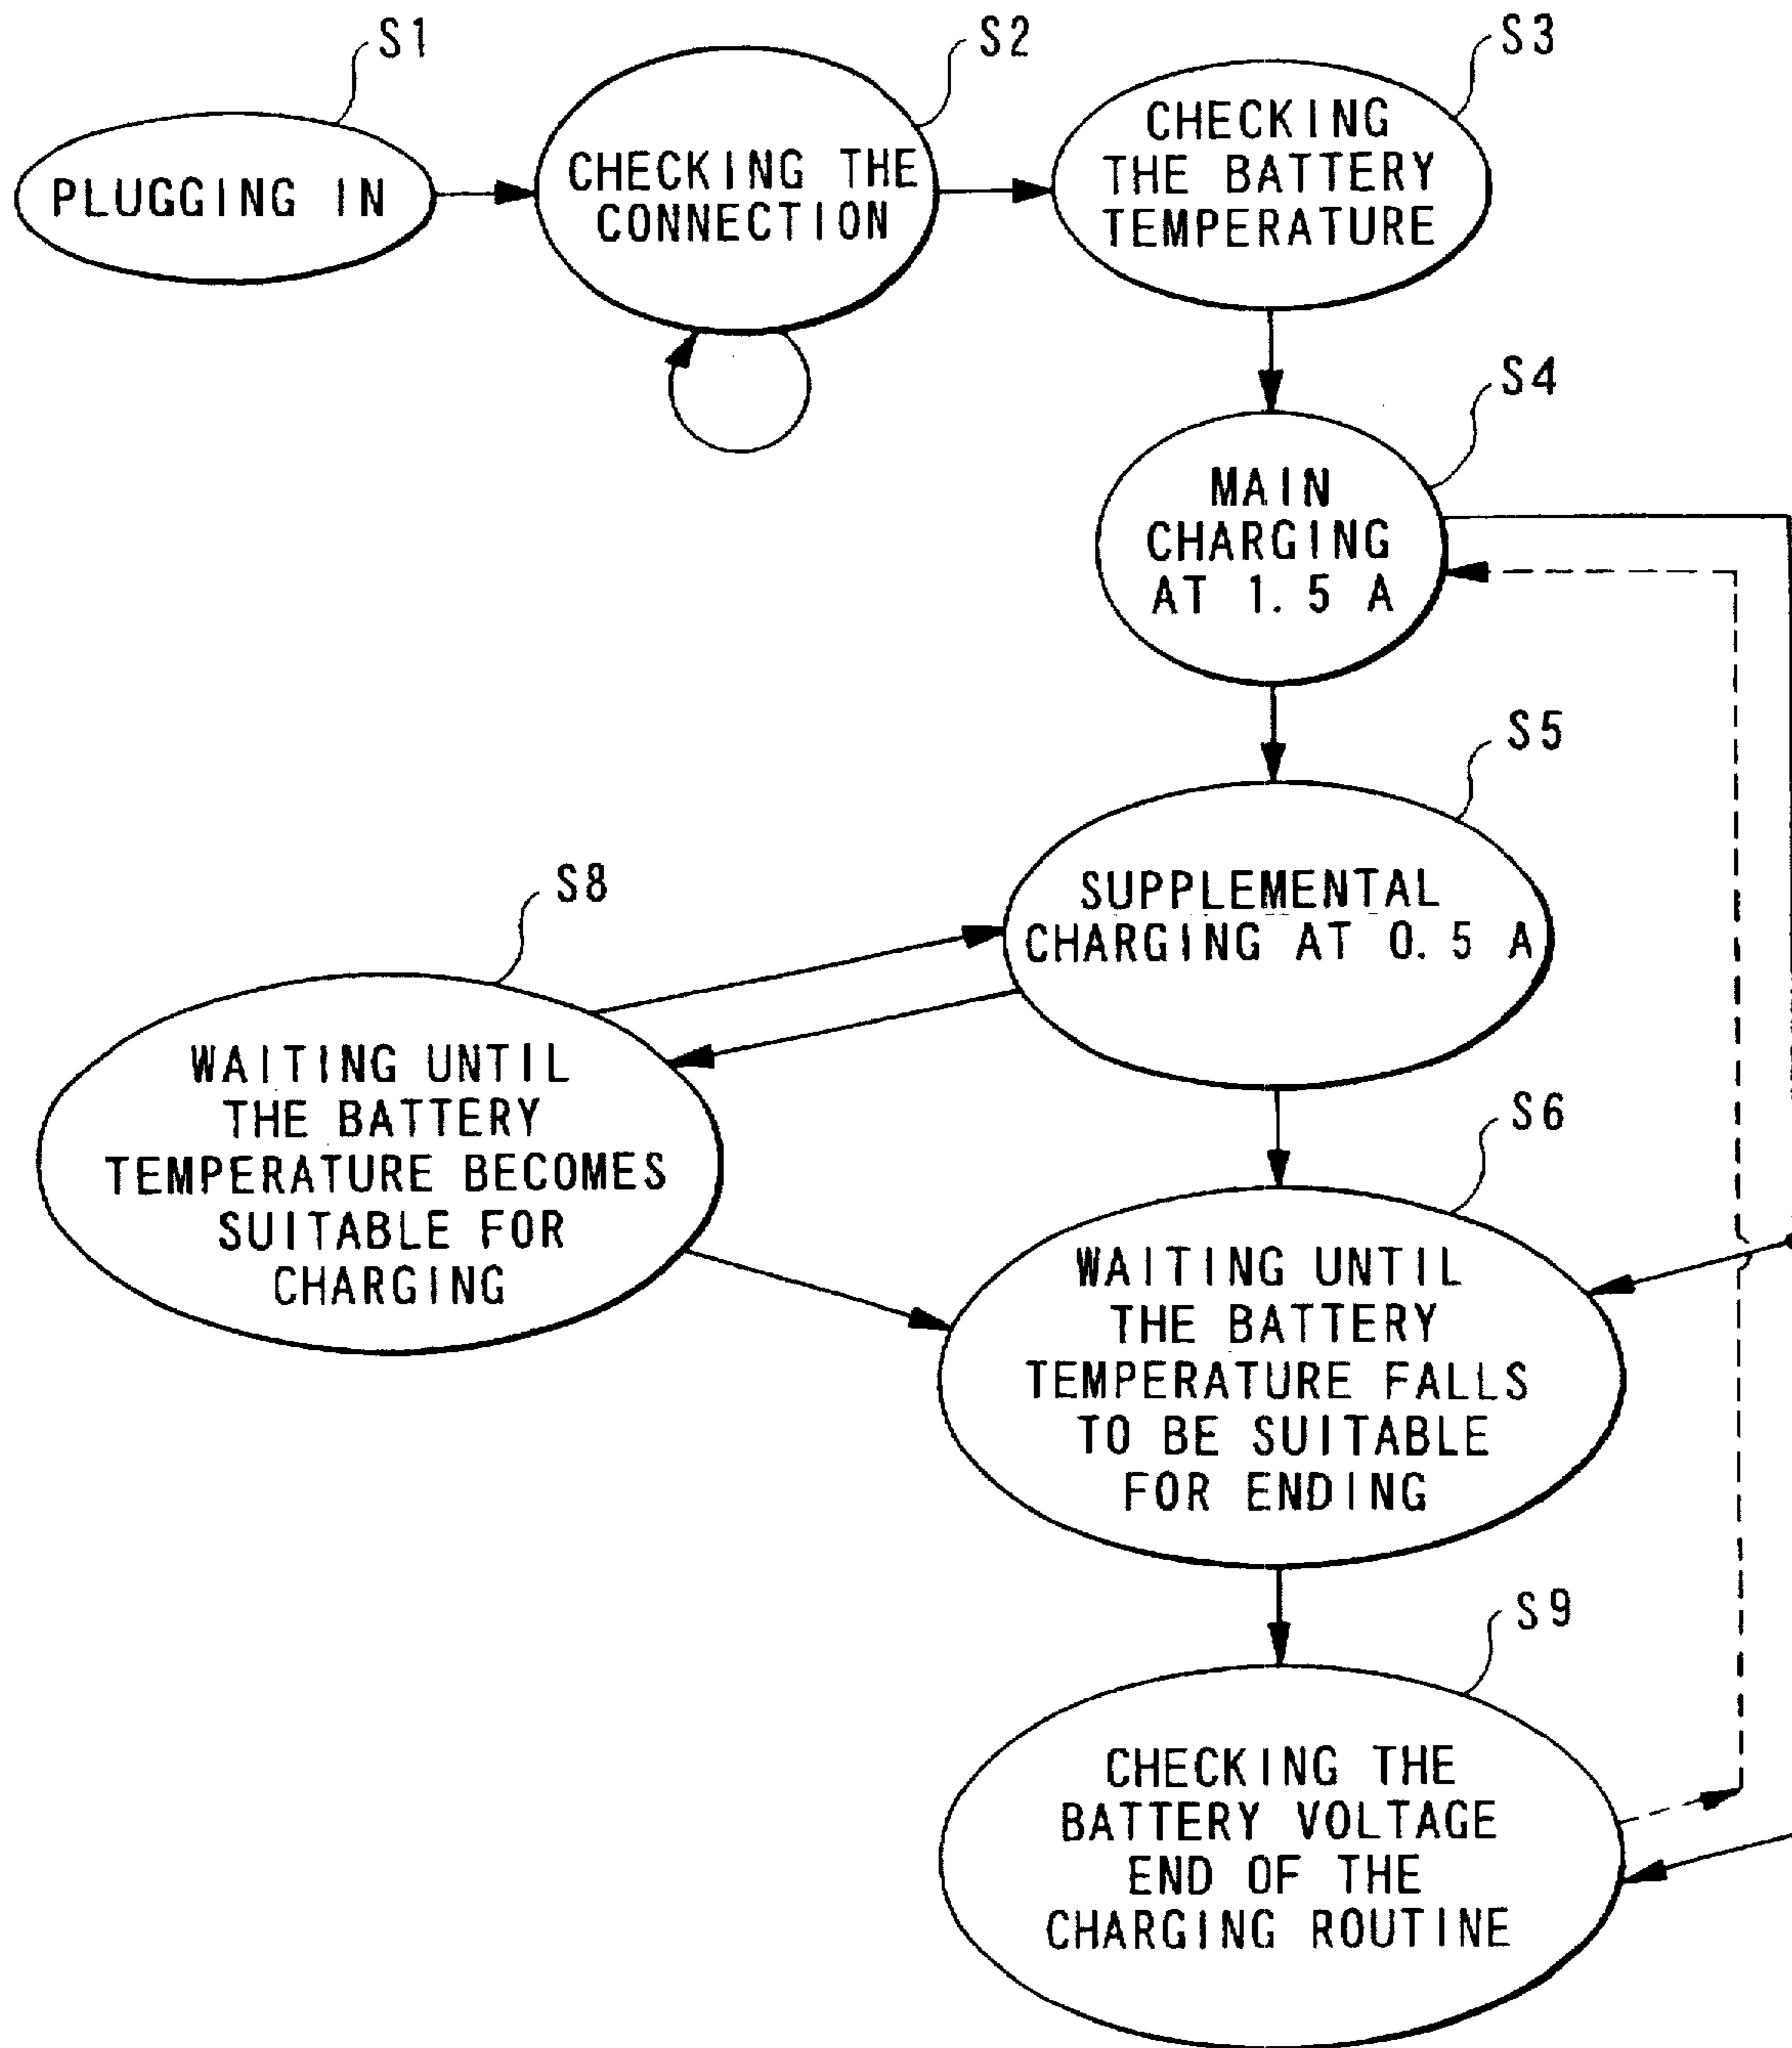 S1
PLUGGING IN
S2
CHECKING THE
CONNECTION
S3
CHECKING
THE BATTERY
TEMPERATURE
S4
MAIN
CHARGING
AT 1.5 A
S5
SUPPLEMENTAL
CHARGING AT 0.5 A
S8
WAITING UNTIL
THE BATTERY
TEMPERATURE BECOMES
SUITABLE FOR
CHARGING
S6
WAITING UNTIL
THE BATTERY
TEMPERATURE FALLS
TO BE SUITABLE
FOR ENDING
S9
CHECKING THE
BATTERY VOLTAGE
END OF THE
CHARGING ROUTINE